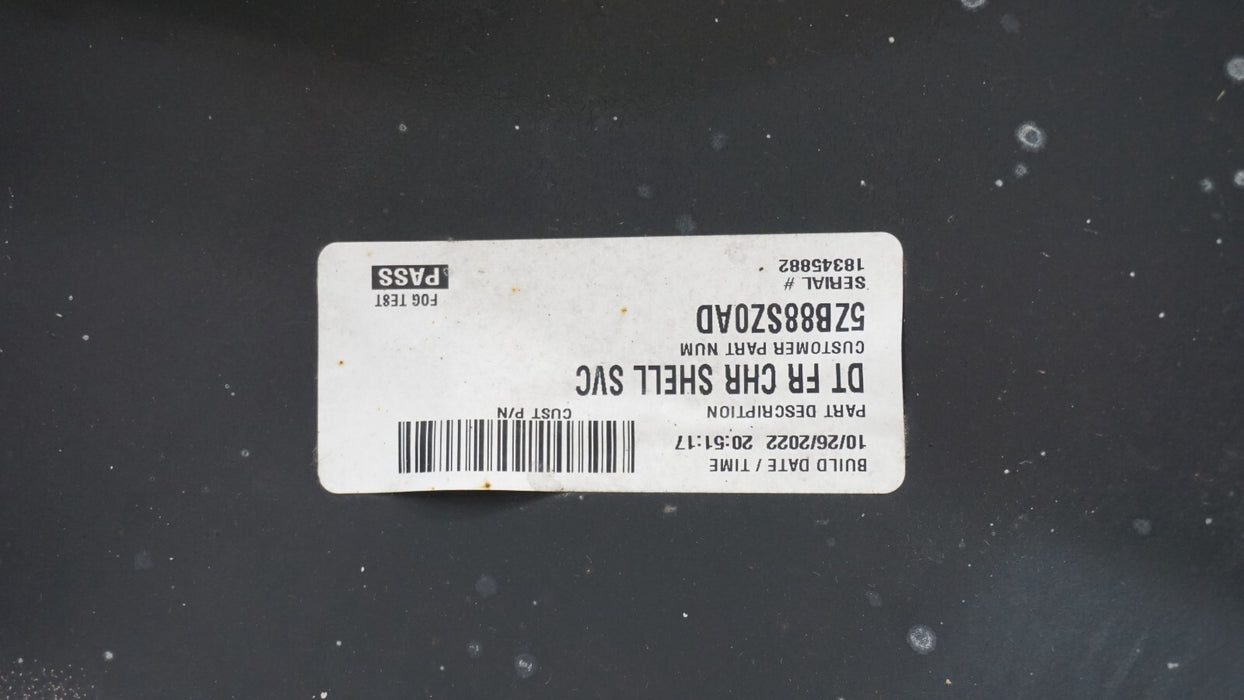 BUILD DATE / TIME
10/26/2022 20:51:17
CUST P/N
PART DESCRIPTION
DT FR CHR SHELL SVC
CUSTOMER PART NUM
5ZB88SZ0AD
SERIAL #
18345882
FOG TEST
PASS